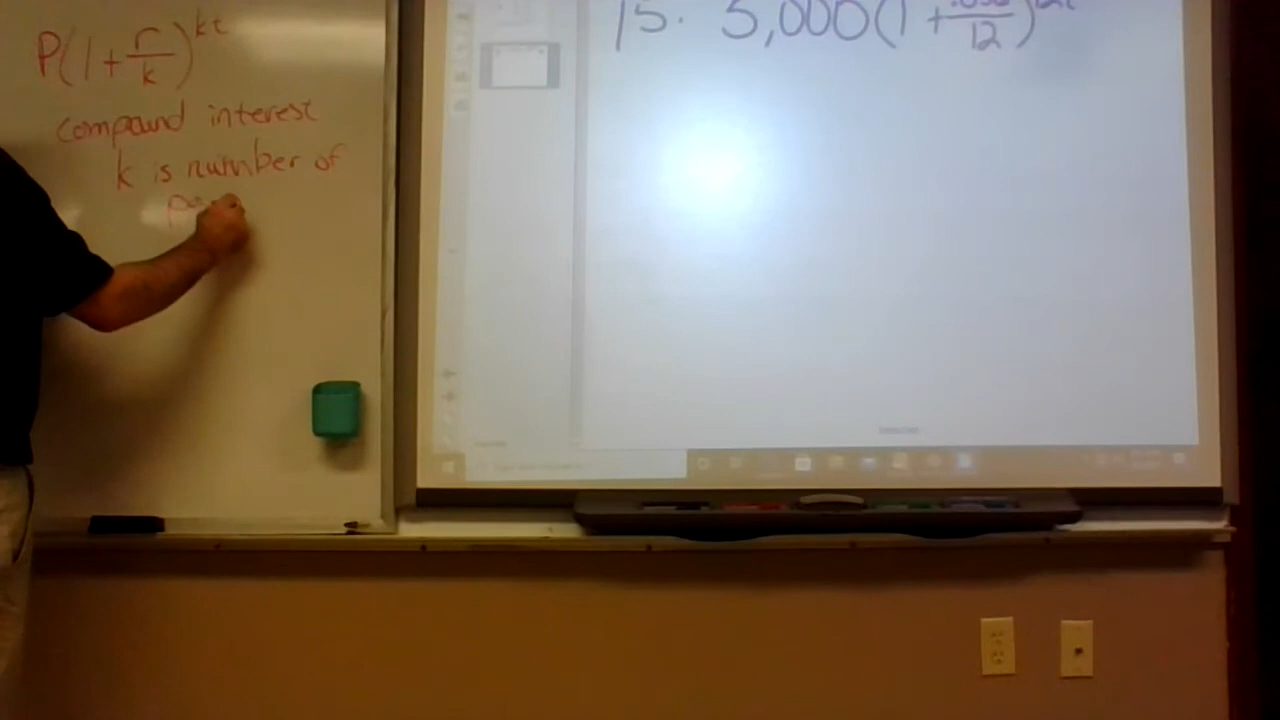 P(1 + r/k)^kt
compound interest
k is number of
15. 5,000(1 + /12)